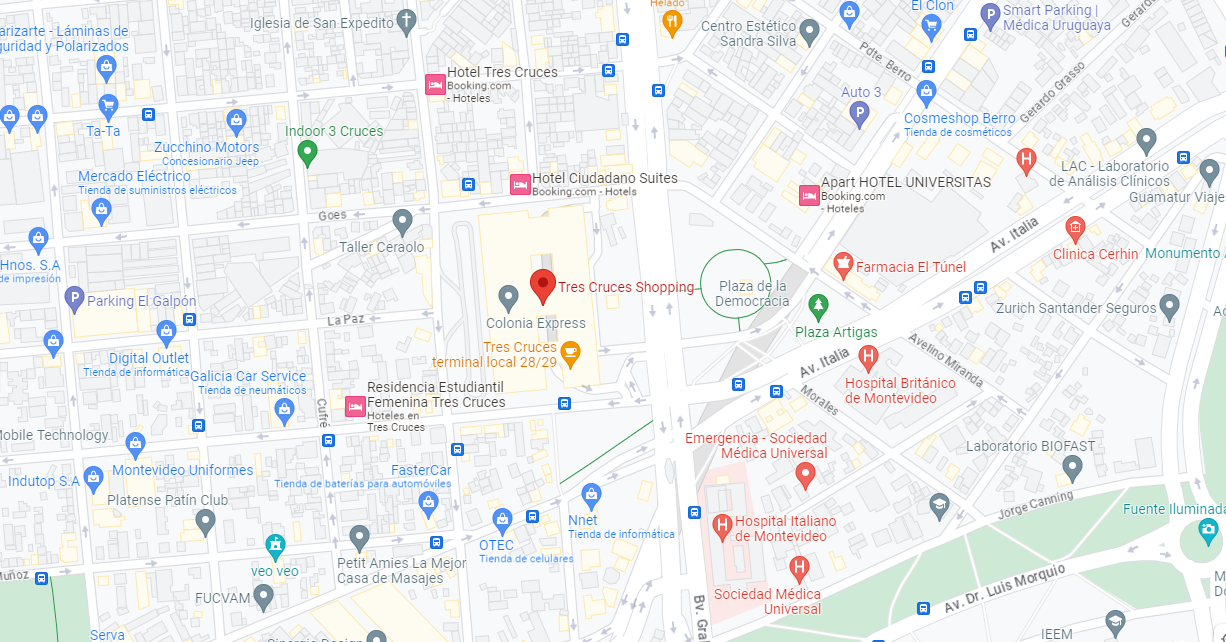 Helado
El Clon
Smart Parking |
Médica Uruguaya
Iglesia de San Expedito
arizarte - Láminas de
guridad y Polarizados
Centro Estético
Sandra Silva
Gerardo
Pdte. Berro
Gerardo Grasso
Hotel Tres Cruces
Booking.com
- Hoteles
Auto 3
Ta-Ta
Indoor 3 Cruces
Cosmeshop Berro
Tienda de cosméticos
Zucchino Motors
Concesionario Jeep
Mercado Eléctrico
Tienda de suministros eléctricos
Hotel Ciudadano Suites
Booking.com - Hotels
Apart HOTEL UNIVERSITAS
Booking.com
- Hoteles
LAC - Laboratorio
de Análisis Clínicos
Guamatur Viaje
Goes
Taller Ceraolo
Av. Italia
Clinica Cerhin
Monumento
Hnos. S.A
de impresión
Farmacia El Túnel
Tres Cruces Shopping
Plaza de la
Democracia
Parking El Galpón
La Paz
Colonia Express
Plaza Artigas
Zurich Santander Seguros
Tres Cruces
terminal local 28/29
Digital Outlet
Tienda de informática
Av. Italia
Avelino Miranda
Galicia Car Service
Tienda de neumáticos
Residencia Estudiantil
Femenina Tres Cruces
Hoteles en
Tres Cruces
Hospital Británico
de Montevideo
Morales
Cufré
Mobile Technology
Emergencia - Sociedad
Médica Universal
Laboratorio BIOFAST
Montevideo Uniformes
FasterCar
Tienda de baterías para automóviles
Indutop S.A
Platense Patín Club
Jorge Canning
Fuente Iluminada
Nnet
Tienda de informática
Hospital Italiano
de Montevideo
OTEC
Tienda de celulares
Petit Amies La Mejor
Casa de Masajes
veo veo
Muñoz
Sociedad Médica
Universal
Av. Dr. Luis Morquio
FUCVAM
Bv. Gra
Serva
IEEM